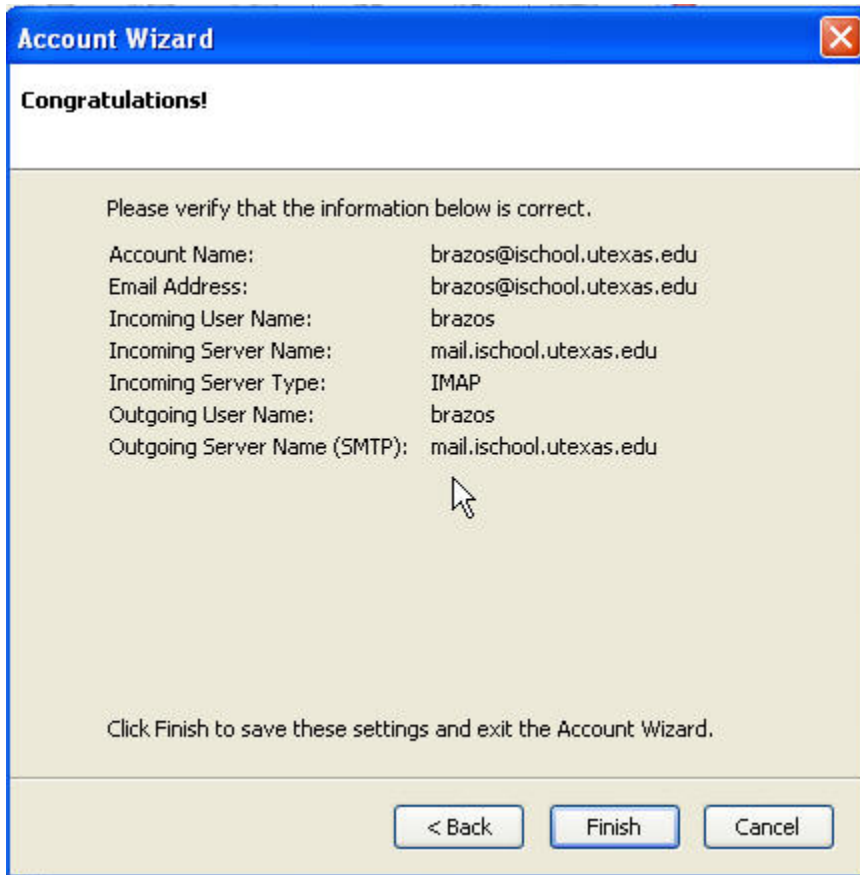 Account Wizard
Congratulations!
Please verify that the information below is correct.
Account Name: brazos@ischool.utexas.edu
Email Address: brazos@ischool.utexas.edu
Incoming User Name: brazos
Incoming Server Name: mail.ischool.utexas.edu
Incoming Server Type: IMAP
Outgoing User Name: brazos
Outgoing Server Name (SMTP): mail.ischool.utexas.edu
Click Finish to save these settings and exit the Account Wizard.
< Back Finish Cancel